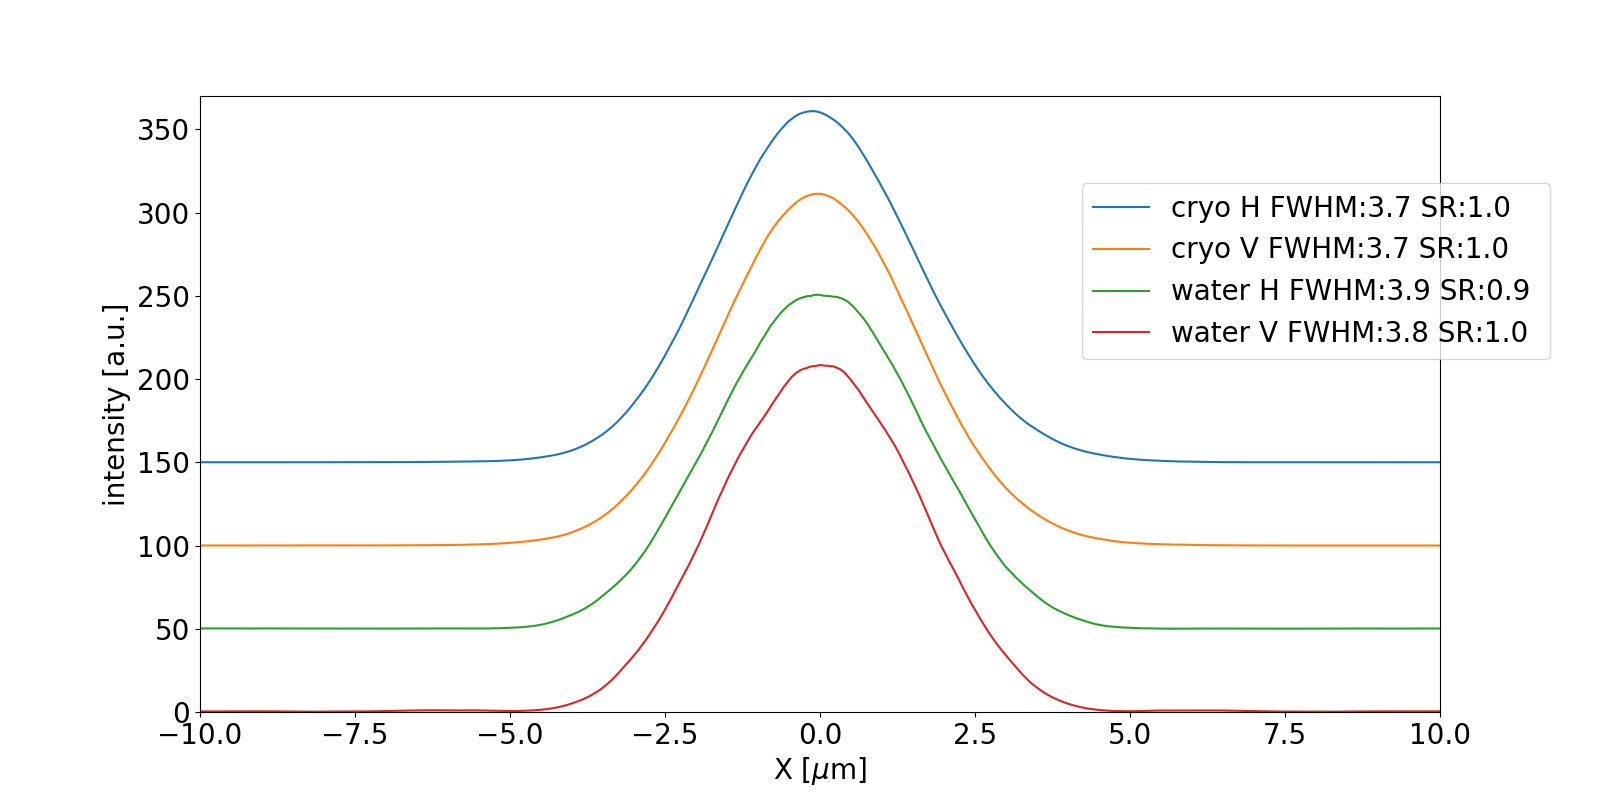 350
300
250
200
150
100
50
0
intensity [a.u.]
cryo H FWHM:3.7 SR:1.0
cryo V FWHM:3.7 SR:1.0
water H FWHM:3.9 SR:0.9
water V FWHM:3.8 SR:1.0
−10.0 −7.5 −5.0 −2.5 0.0 2.5 5.0 7.5 10.0
X [μm]